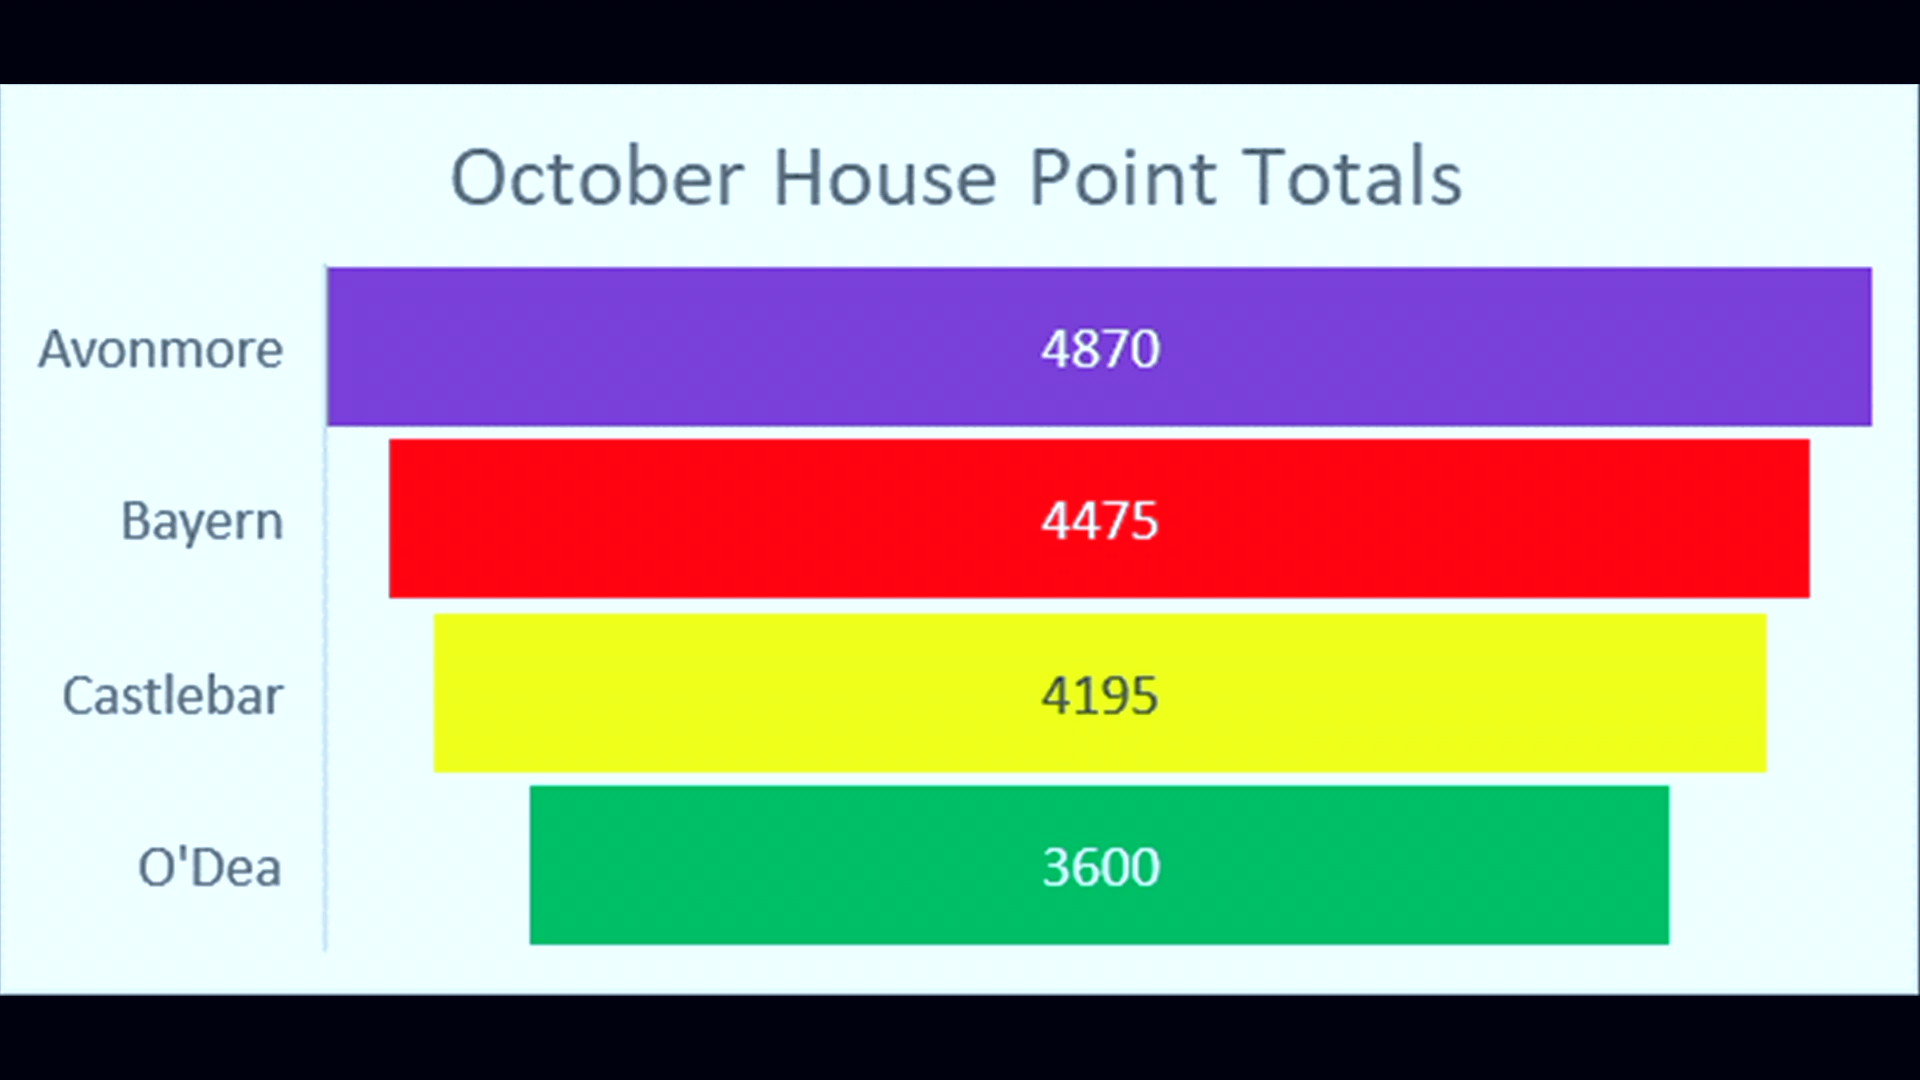 October House Point Totals
Avonmore 4870
Bayern 4475
Castlebar 4195
O'Dea 3600